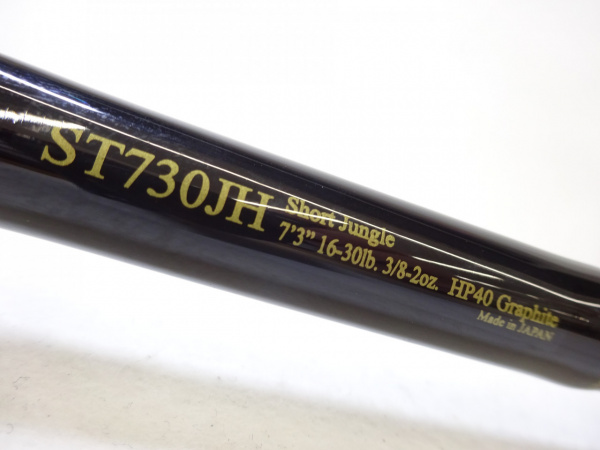 ST730JH
Short Jungle
7'3" 16-30lb. 3/8-2oz. HP40 Graphite
Made in JAPAN